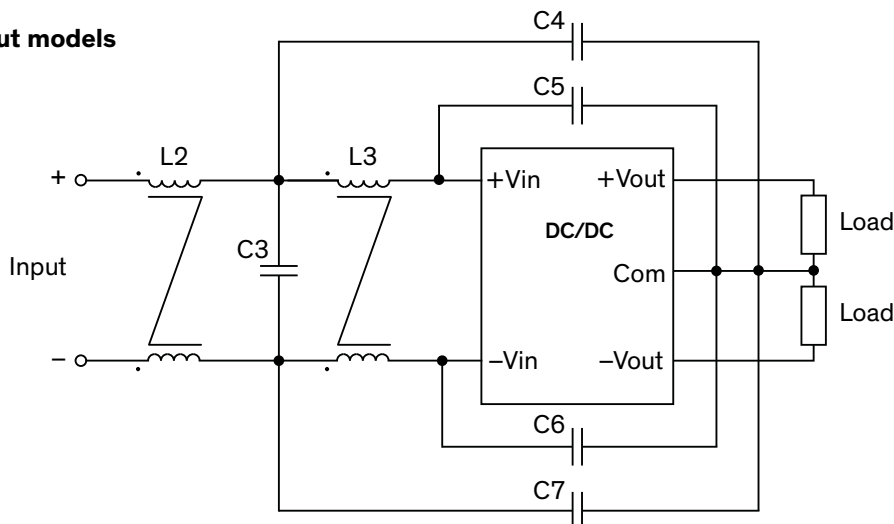 ut models
C4
C5
L2
L3
+
+Vin
+Vout
DC/DC
Load
C3
Input
Com
Load
–
–Vin
–Vout
C6
C7